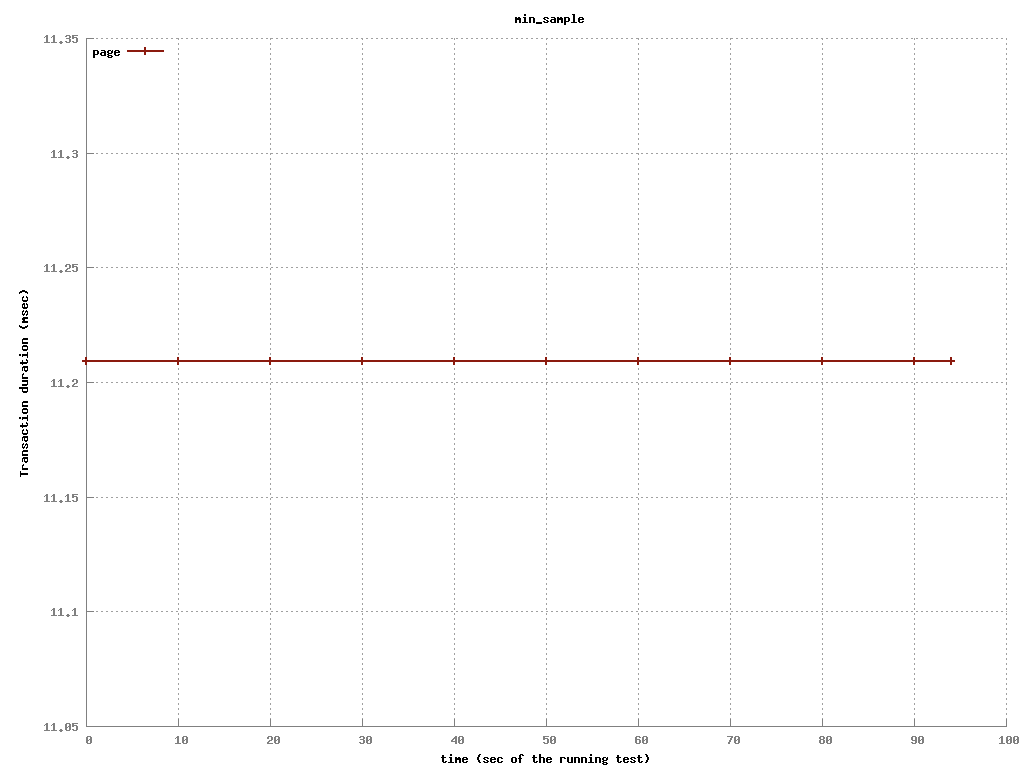 min_sample
page
11.35
11.3
11.25
11.2
11.15
11.1
11.05
Transaction duration (msec)
0 10 20 30 40 50 60 70 80 90 100
time (sec of the running test)